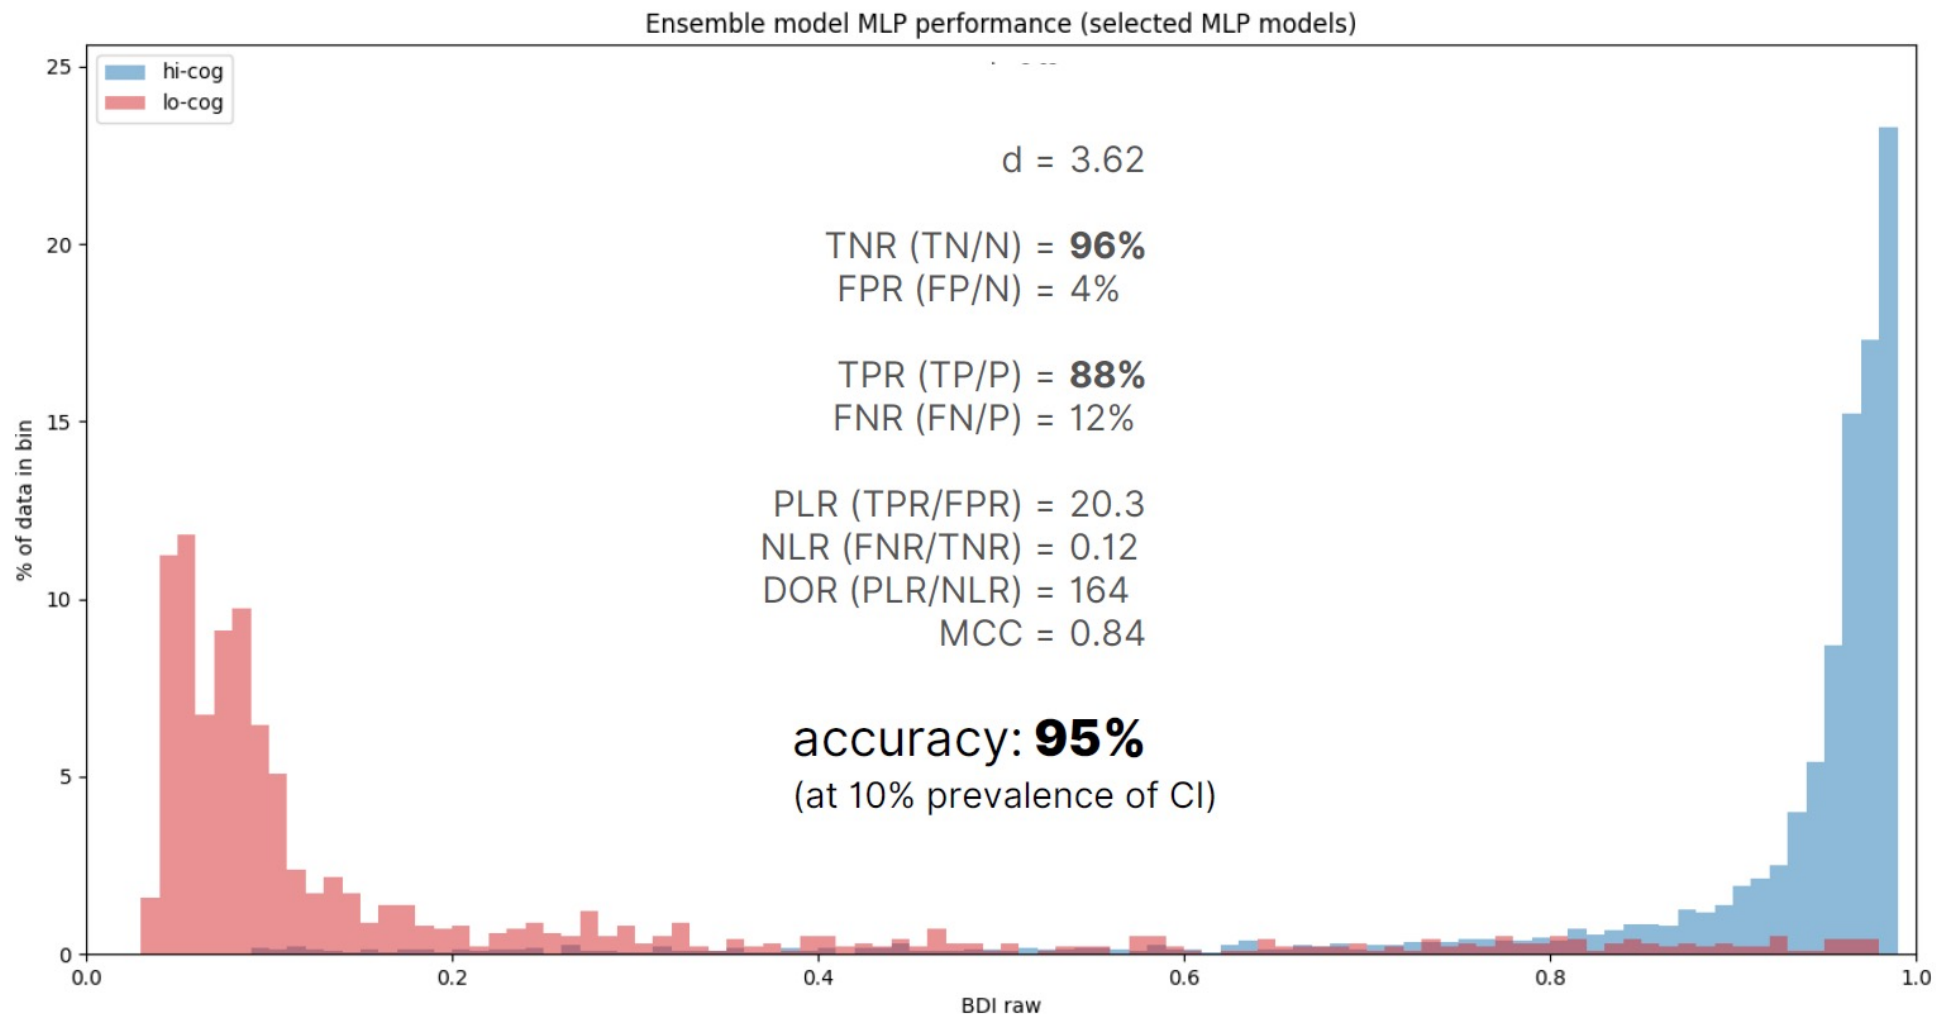 Ensemble model MLP performance (selected MLP models)
25
hi-cog
lo-cog
d = 3.62
20
TNR (TN/N) = 96%
FPR (FP/N) = 4%
TPR (TP/P) = 88%
15
FNR (FN/P) = 12%
% of data in bin
PLR (TPR/FPR) = 20.3
NLR (FNR/TNR) = 0.12
10
DOR (PLR/NLR) = 164
MCC = 0.84
accuracy: 95%
5
(at 10% prevalence of CI)
0
0.0 0.2 0.4 0.6 0.8 1.0
BDI raw